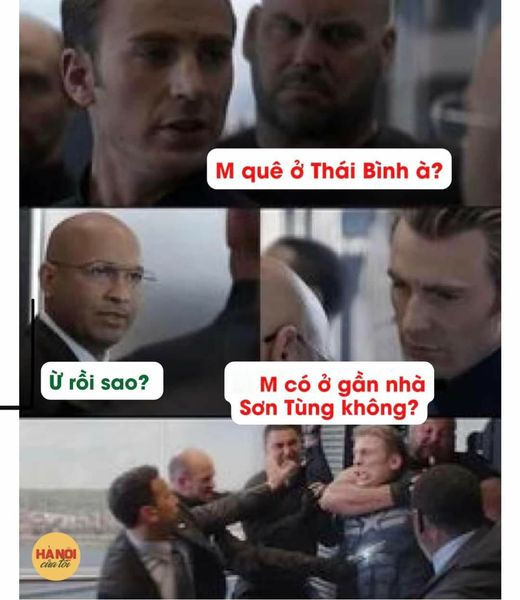 M quê ở Thái Bình à?
Ừ rồi sao?
M có ở gần nhà
Sơn Tùng không?
HÀ NỘI
của tôi